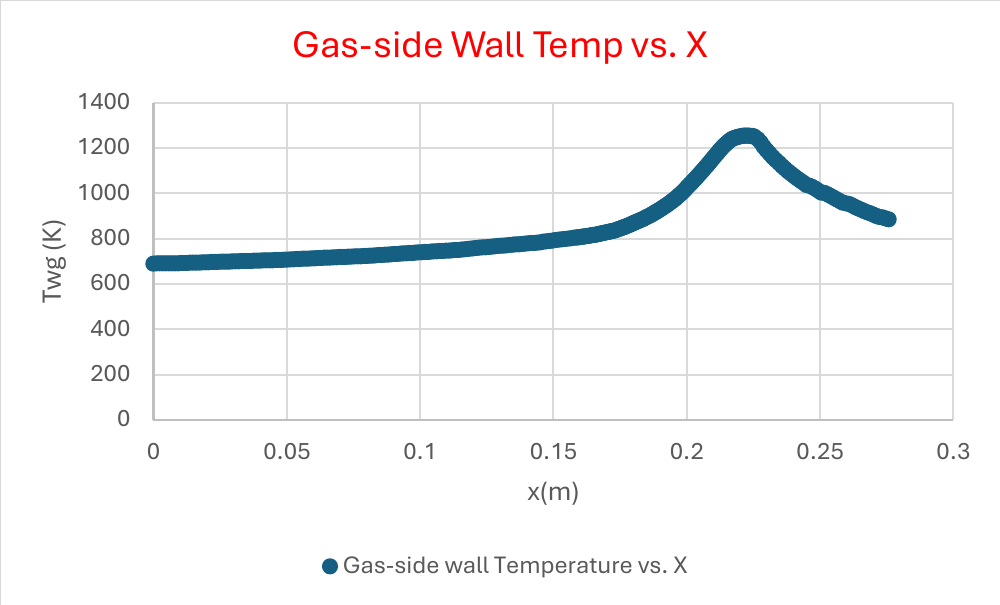 Gas-side Wall Temp vs. X
1400
1200
1000
800
600
400
200
0
Twg (K)
0 0.05 0.1 0.15 0.2 0.25 0.3
x(m)
Gas-side wall Temperature vs. X